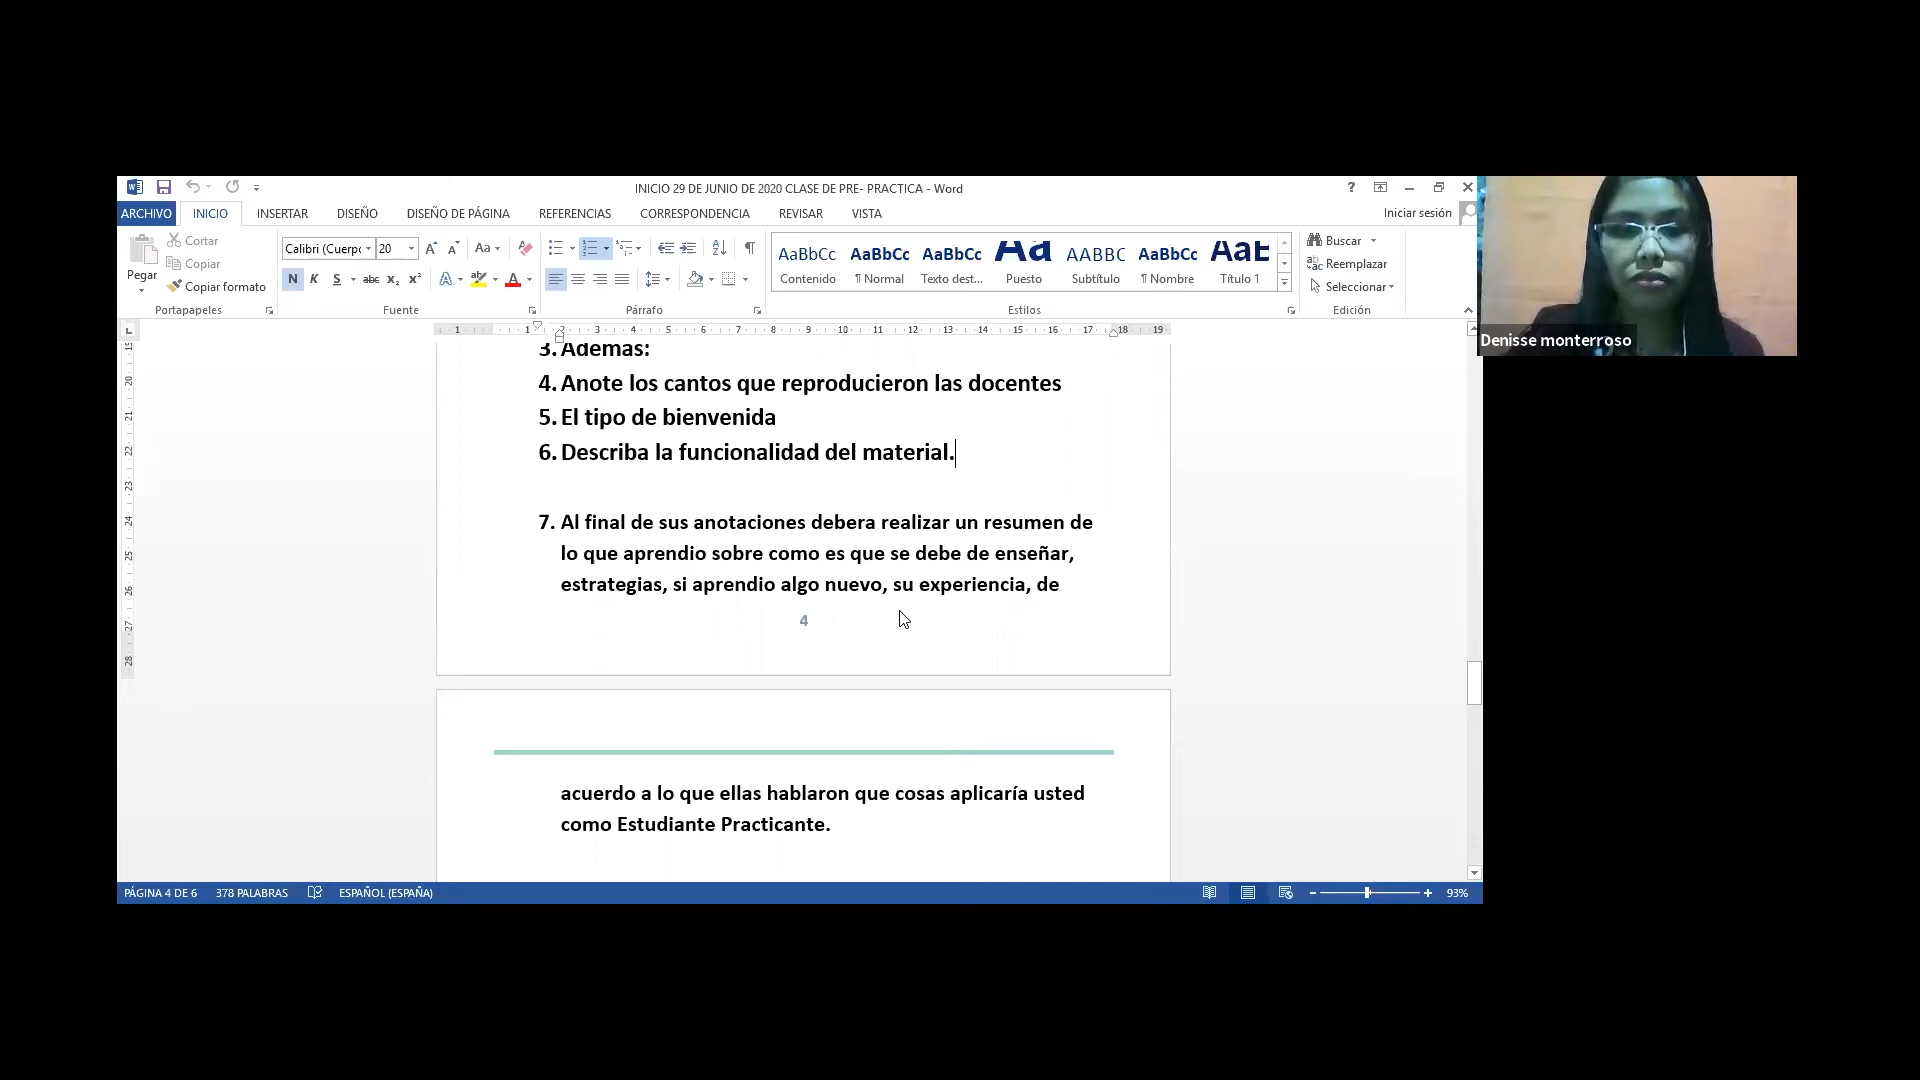 INICIO 29 DE JUNIO DE 2020 CLASE DE PRE- PRACTICA - Word
ARCHIVO INICIO INSERTAR DISEÑO DISEÑO DE PÁGINA REFERENCIAS CORRESPONDENCIA REVISAR VISTA Iniciar sesión
Pegar
Cortar
Copiar
Copiar formato
Portapapeles
Calibri (Cuerpo 20
Fuente
Párrafo
AaBbCc AaBbCc AaBbCc Aa AABBC AaBbCc AaB
Contenido ¶ Normal Texto dest... Puesto Subtítulo ¶ Nombre Título 1
Estilos
Buscar
Reemplazar
Seleccionar
Edición
Denisse monterroso
3. Ademas:
4. Anote los cantos que reproducieron las docentes
5. El tipo de bienvenida
6. Describa la funcionalidad del material.
7. Al final de sus anotaciones debera realizar un resumen de
lo que aprendio sobre como es que se debe de enseñar,
estrategias, si aprendio algo nuevo, su experiencia, de
4
acuerdo a lo que ellas hablaron que cosas aplicaría usted
como Estudiante Practicante.
PÁGINA 4 DE 6 378 PALABRAS ESPAÑOL (ESPAÑA) 93%